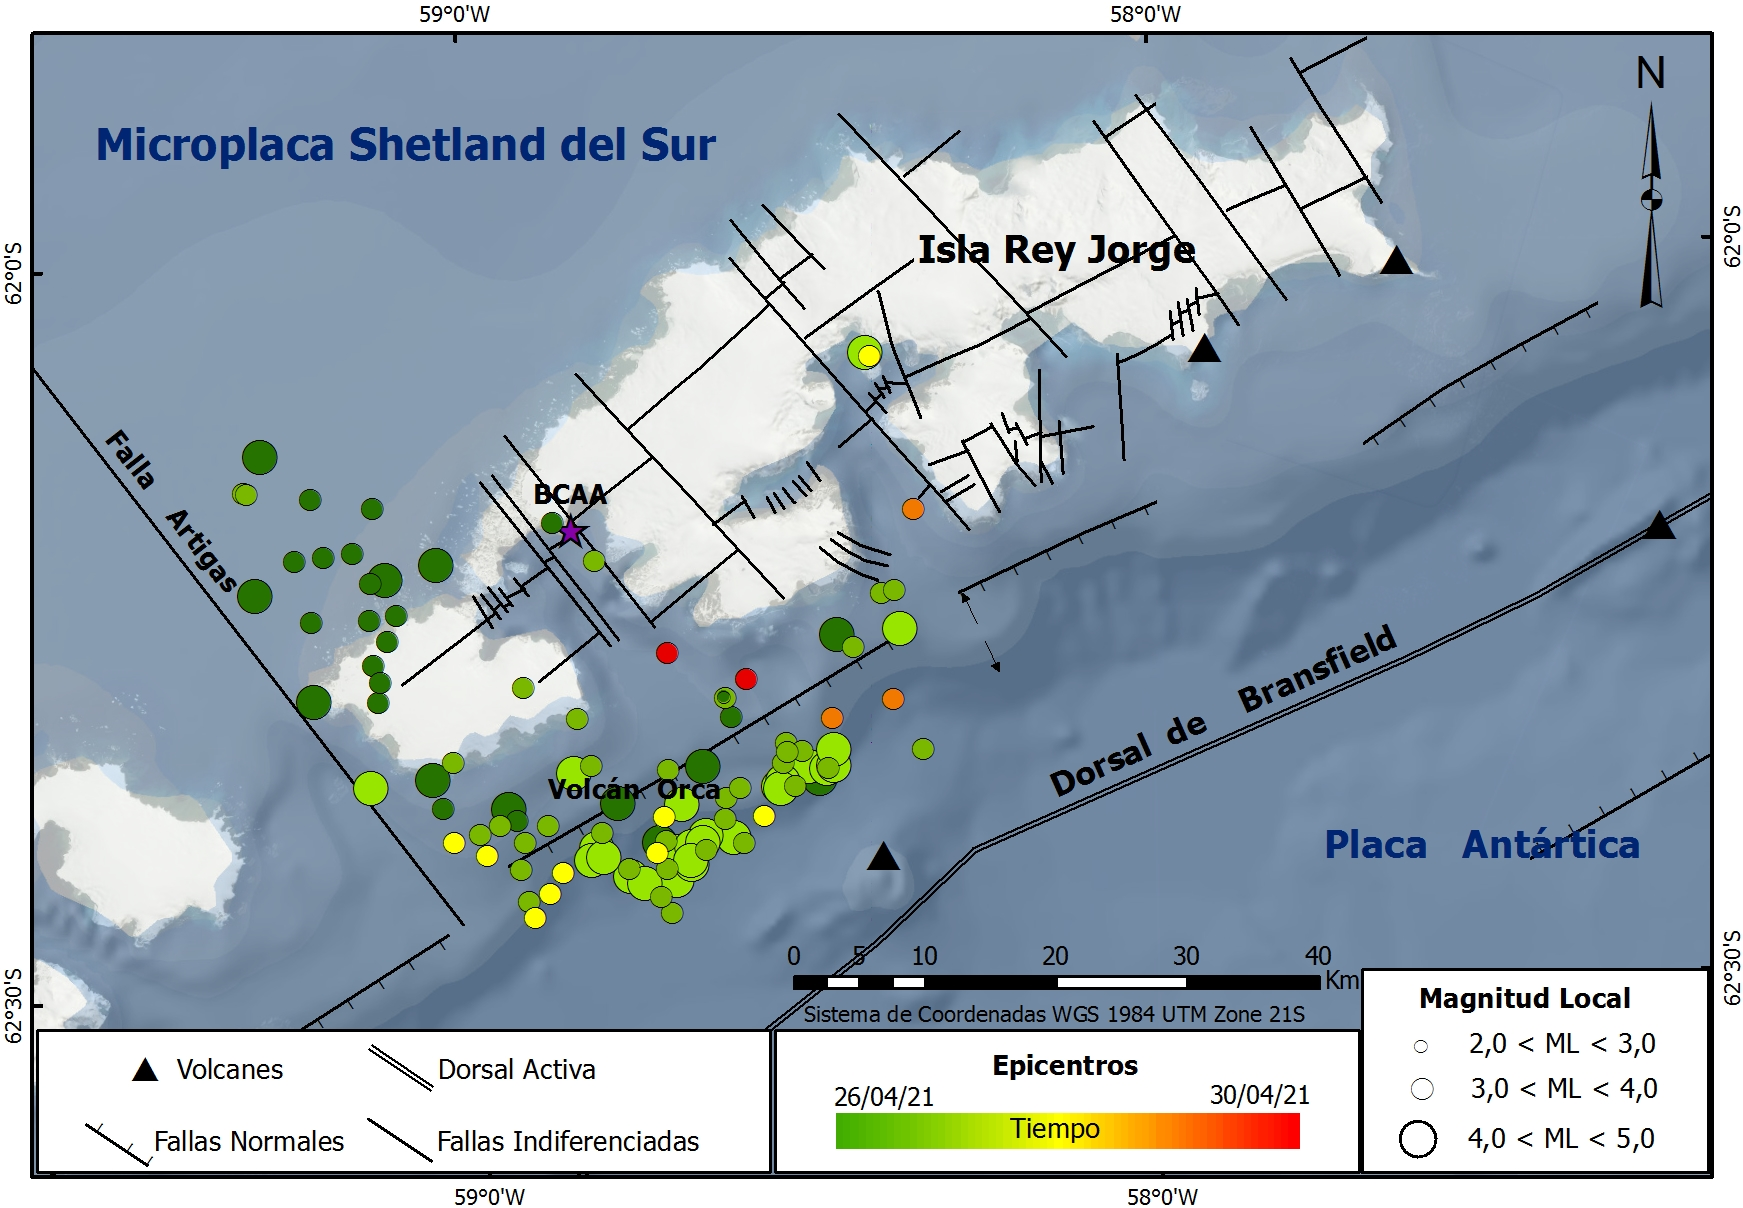 59°0'W
58°0'W
N
Microplaca Shetland del Sur
Isla Rey Jorge
62°0'S
62°0'S
Falla Artigas
BCAA
Dorsal de Bransfield
Volcán Orca
Placa Antártica
0 5 10 20 30 40 Km
Sistema de Coordenadas WGS 1984 UTM Zone 21S
62°30'S
62°30'S
Volcanes
Dorsal Activa
Fallas Normales
Fallas Indiferenciadas
Epicentros
26/04/21
30/04/21
Tiempo
Magnitud Local
2,0 < ML < 3,0
3,0 < ML < 4,0
4,0 < ML < 5,0
59°0'W
58°0'W